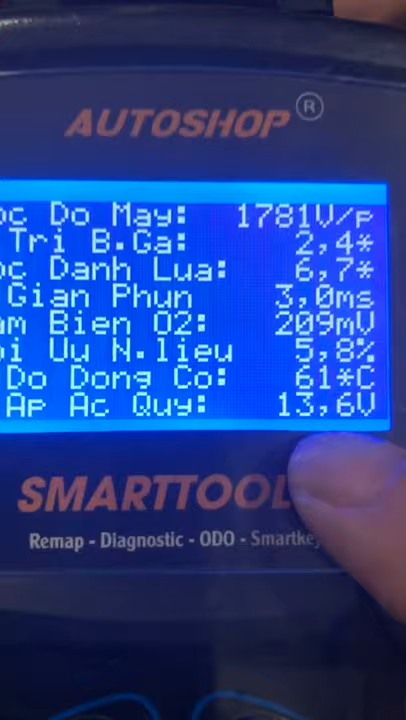 AUTOSHOP ®
oc Do May: 1781V/p
Tri B.Ga: 2,4*
oc Danh Lua: 6,7*
Gian Phun 3,0ms
am Bien O2: 209mV
oi Uu N.lieu 5,8%
Do Dong Co: 61*C
Ap Ac Quy: 13,6V
SMARTTOOL
Remap - Diagnostic - ODO - Smartkey